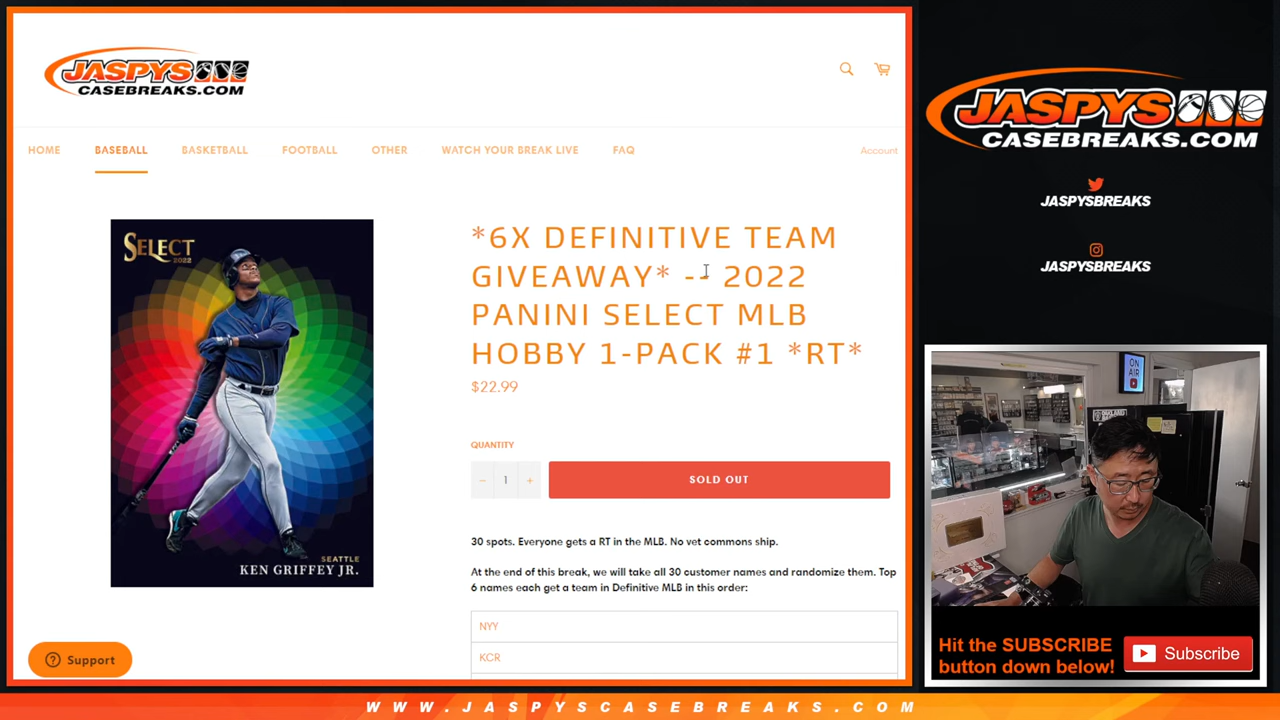 JASPYS
CASEBREAKS.COM
HOME
BASEBALL
BASKETBALL
FOOTBALL
OTHER
WATCH YOUR BREAK LIVE
FAQ
Account
SELECT
2022
SEATTLE
KEN GRIFFEY JR.
*6X DEFINITIVE TEAM
GIVEAWAY* -- 2022
PANINI SELECT MLB
HOBBY 1-PACK #1 *RT*
$22.99
QUANTITY
− 1 +
SOLD OUT
30 spots. Everyone gets a RT in the MLB. No vet commons ship.
At the end of this break, we will take all 30 customer names and randomize them. Top
6 names each get a team in Definitive MLB in this order:
NYY
KCR
Support
JASPYS
CASEBREAKS.COM
JASPYSBREAKS
JASPYSBREAKS
ON
AIR
OAKLAND
Hit the SUBSCRIBE
button down below!
Subscribe
WWW.JASPYSCASEBREAKS.COM